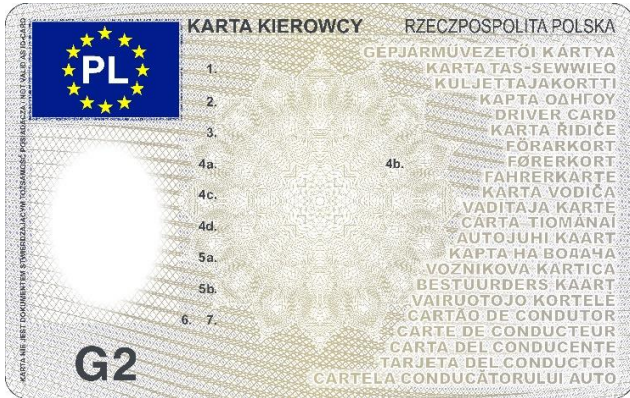 KARTA KIEROWCY RZECZPOSPOLITA POLSKA
PL
GÉPJÁRMŰVEZETŐI KÁRTYA
1. KARTA TAS-SEWWIEQ
KULJETTAJAKORTTI
2. ΚΑΡΤΑ ΟΔΗΓΟΥ
DRIVER CARD
3. KARTA ŘIDIČE
FÖRARKORT
4a. 4b. FØRERKORT
FAHRERKARTE
4c. KARTA VODIČA
VADITAJA KARTE
4d. CÁRTA TIOMÁNAÍ
AUTOJUHI KAART
5a. КАРТА НА ВОДАЧА
VOZNIKOVA KARTICA
5b. BESTUURDERS KAART
VAIRUOTOJO KORTELĖ
6. 7. CARTÃO DE CONDUTOR
CARTE DE CONDUCTEUR
CARTA DEL CONDUCENTE
TARJETA DEL CONDUCTOR
CARTELA CONDUCĂTORULUI AUTO
G2
KARTA NIE JEST DOKUMENTEM STWIERDZAJĄCYM TOŻSAMOŚĆ POSIADACZA / NOT VALID AS ID-CARD